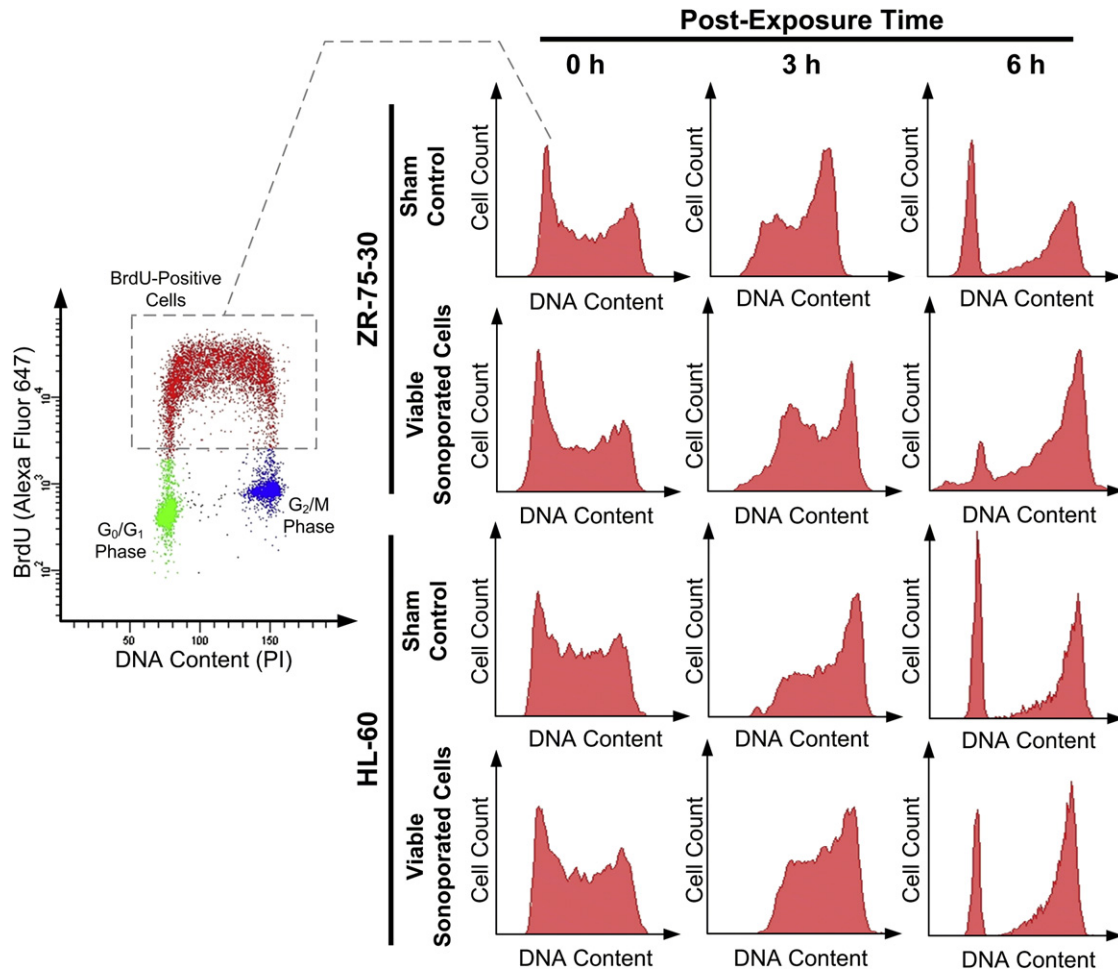 Post-Exposure Time
0 h
3 h
6 h
ZR-75-30
Sham
Control
Cell Count
DNA Content
Cell Count
DNA Content
Cell Count
DNA Content
Viable
Sonoporated Cells
Cell Count
DNA Content
Cell Count
DNA Content
Cell Count
DNA Content
HL-60
Sham
Control
Cell Count
DNA Content
Cell Count
DNA Content
Cell Count
DNA Content
Viable
Sonoporated Cells
Cell Count
DNA Content
Cell Count
DNA Content
Cell Count
DNA Content
BrdU-Positive
Cells
BrdU (Alexa Fluor 647)
10⁴
10³
10²
G₀/G₁
Phase
G₂/M
Phase
50
100
150
DNA Content (PI)